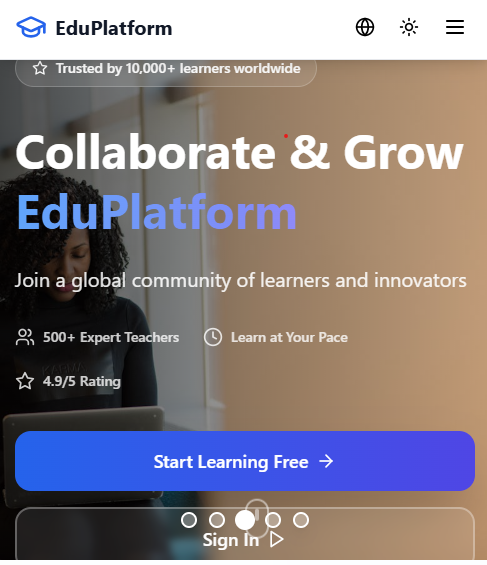 EduPlatform
Trusted by 10,000+ learners worldwide
Collaborate & Grow
EduPlatform
Join a global community of learners and innovators
500+ Expert Teachers
Learn at Your Pace
4.9/5 Rating
Start Learning Free
Sign In